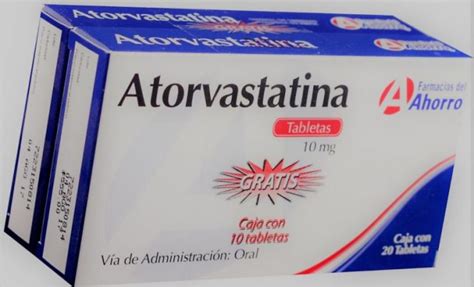 Atorvastatina
Atorvastatina
Tabletas
10 mg
Farmacias del
Ahorro
GRATIS
Caja con
10 tabletas
Vía de Administración: Oral
Caja con
20 Tabletas